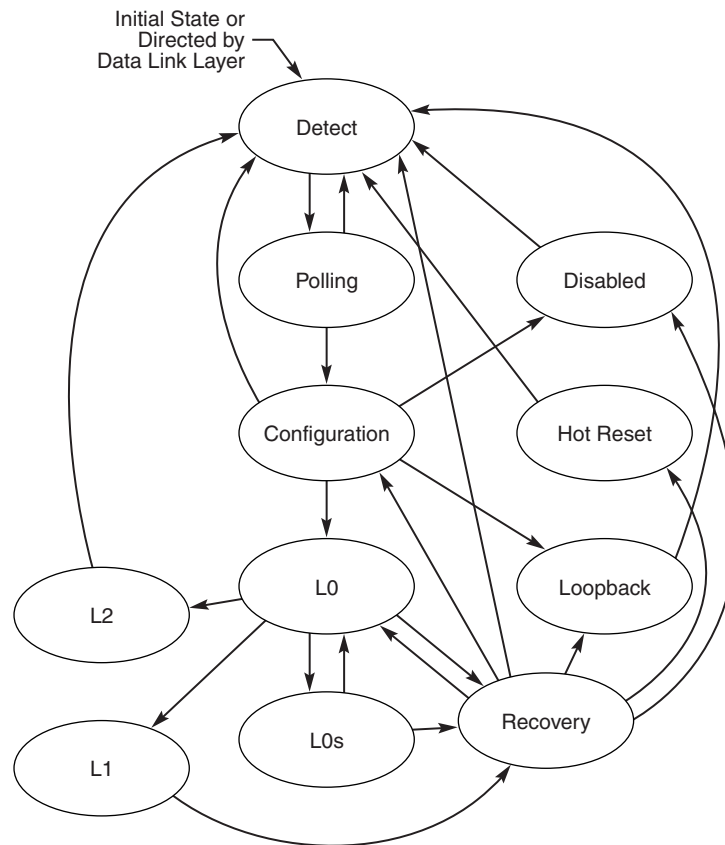 Initial State or
Directed by
Data Link Layer
Detect
Polling
Disabled
Configuration
Hot Reset
L0
Loopback
L2
Recovery
L0s
L1